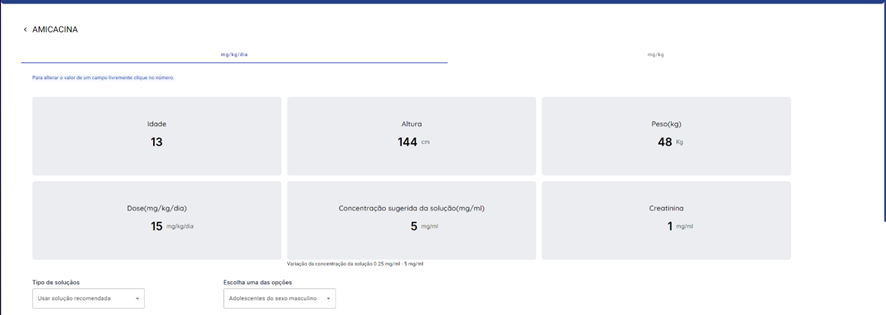 AMICACINA
mg/kg/dia
mg/kg
Para alterar o valor de um campo livremente clique no número.
Idade
13
Altura
144 cm
Peso(kg)
48 Kg
Dose(mg/kg/dia)
15 mg/kg/dia
Concentração sugerida da solução(mg/ml)
5 mg/ml
Creatinina
1 mg/ml
Variação da concentração da solução 0.25 mg/ml - 5 mg/ml
Tipo de soluçãos
Escolha uma das opções
Usar solução recomendada
Adolescentes do sexo masculino